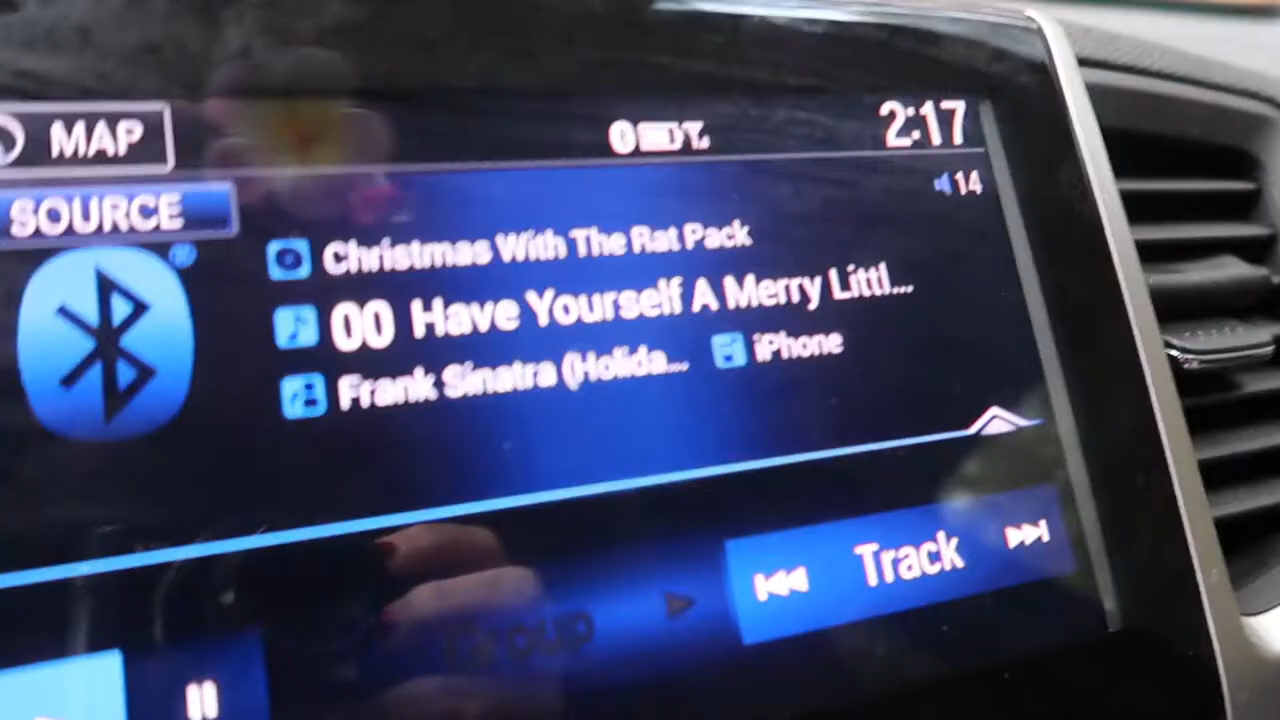 MAP
2:17
SOURCE
14
Christmas With The Rat Pack
00 Have Yourself A Merry Littl...
Frank Sinatra (Holida... iPhone
Track